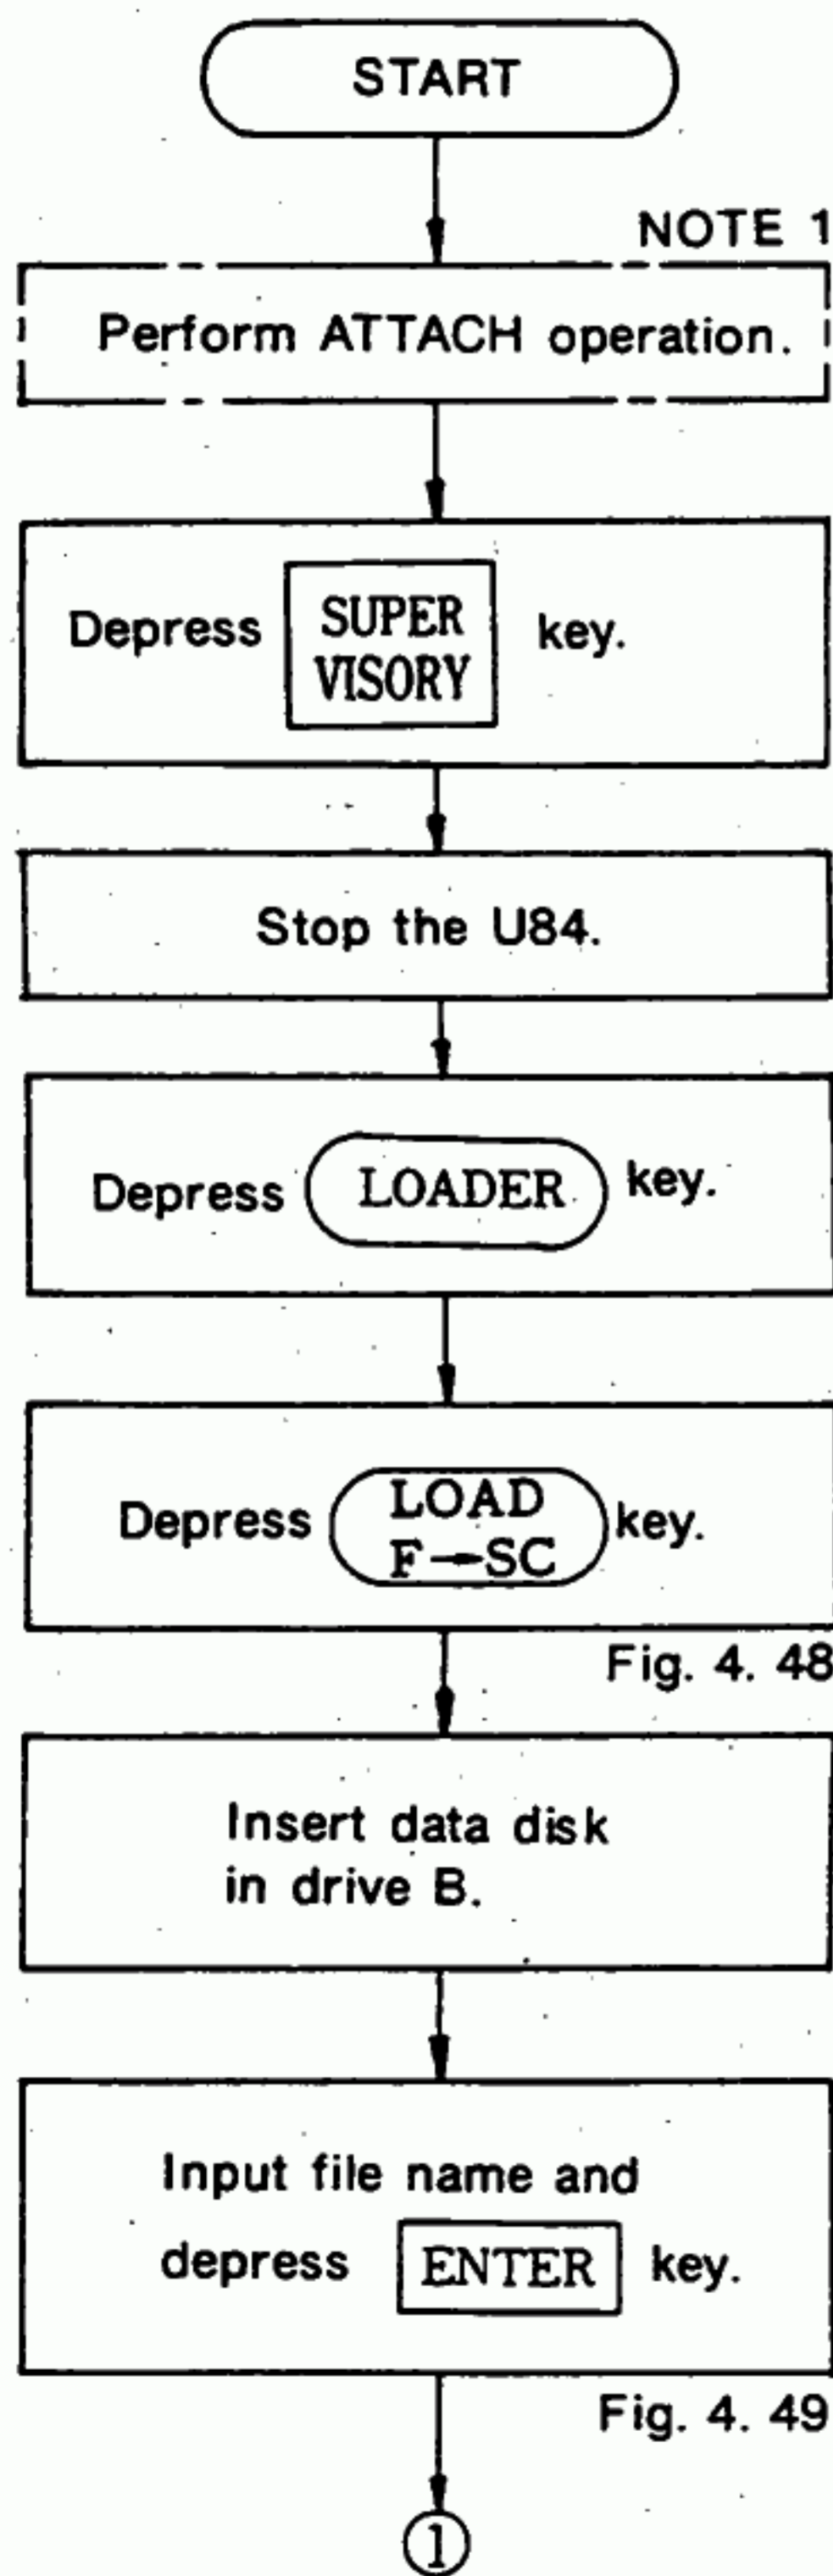 START
NOTE 1
Perform ATTACH operation.
Depress SUPER VISORY key.
Stop the U84.
Depress LOADER key.
Depress LOAD F→SC key.
Fig. 4. 48
Insert data disk
in drive B.
Input file name and
depress ENTER key.
Fig. 4. 49
①